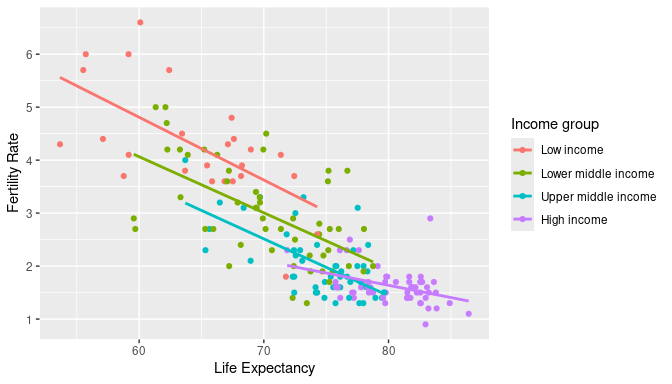 6
5
4
3
2
1
60 70 80
Life Expectancy
Fertility Rate
Income group
Low income
Lower middle income
Upper middle income
High income